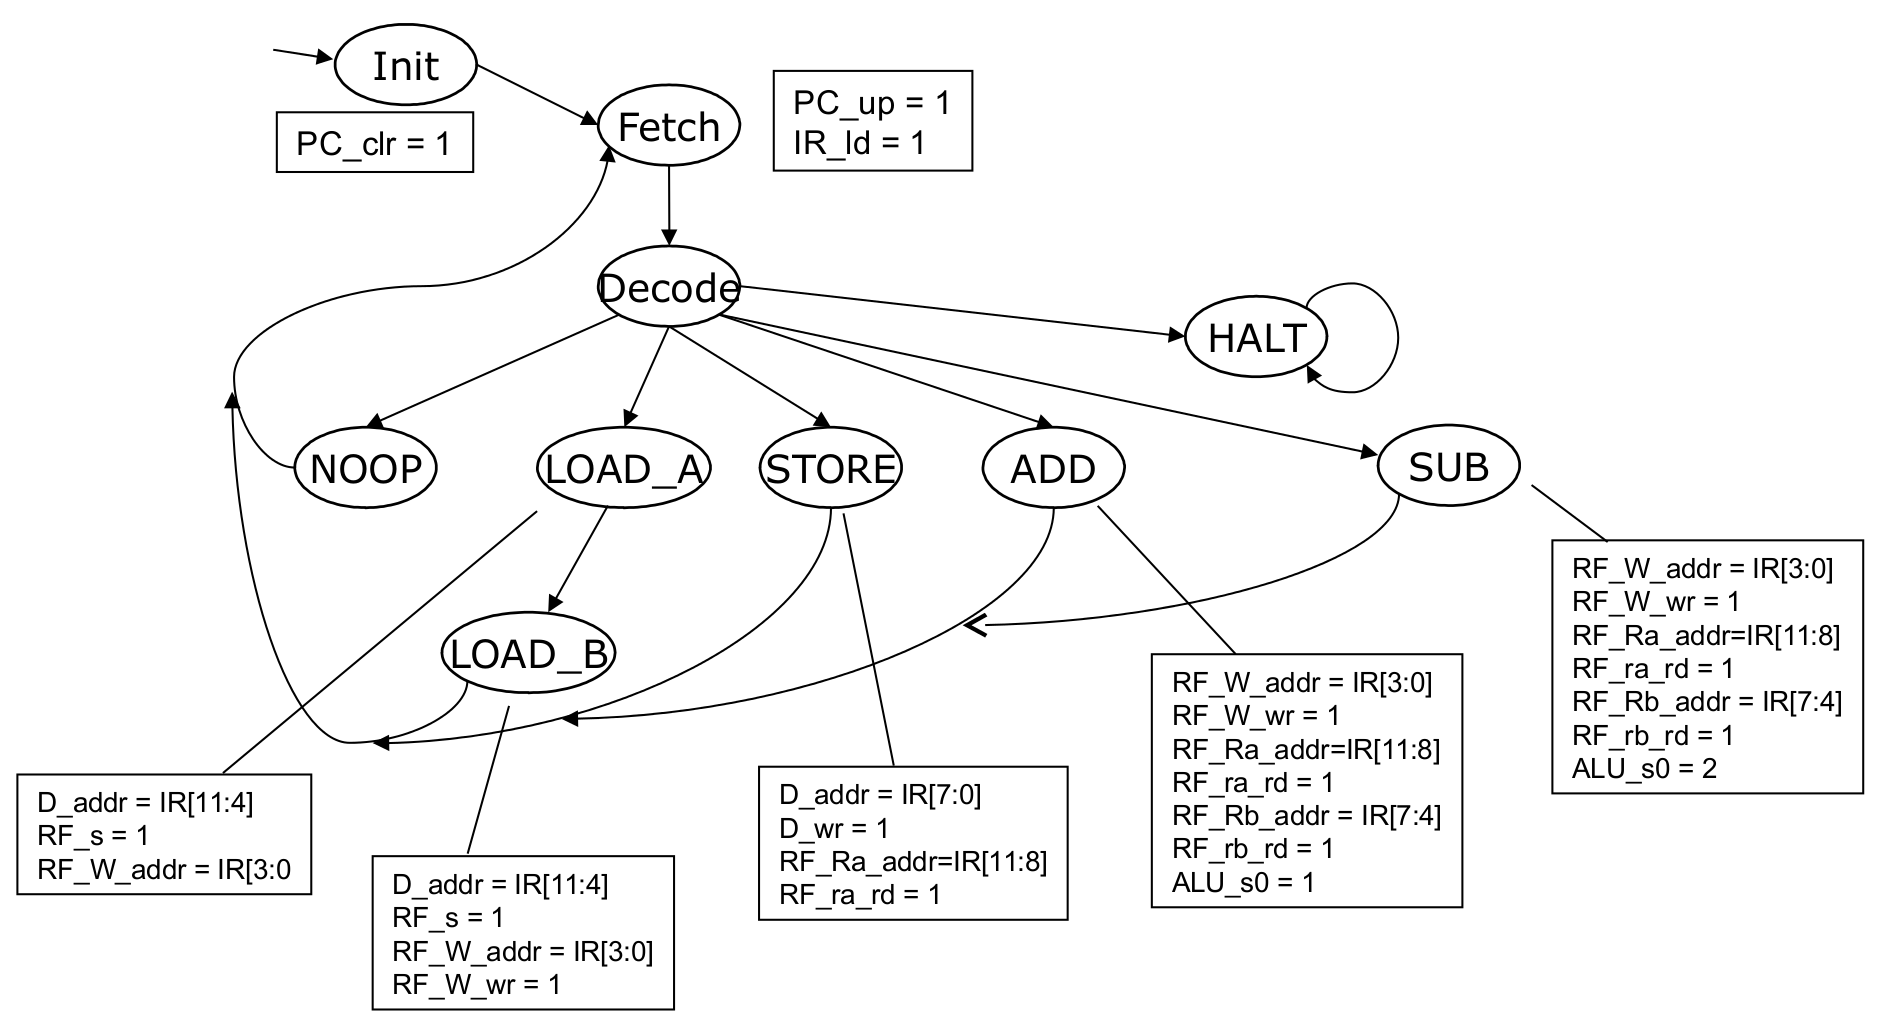 Init
PC_clr = 1
Fetch
PC_up = 1
IR_ld = 1
Decode
HALT
NOOP
LOAD_A
STORE
ADD
SUB
LOAD_B
D_addr = IR[11:4]
RF_s = 1
RF_W_addr = IR[3:0
D_addr = IR[11:4]
RF_s = 1
RF_W_addr = IR[3:0]
RF_W_wr = 1
D_addr = IR[7:0]
D_wr = 1
RF_Ra_addr=IR[11:8]
RF_ra_rd = 1
RF_W_addr = IR[3:0]
RF_W_wr = 1
RF_Ra_addr=IR[11:8]
RF_ra_rd = 1
RF_Rb_addr = IR[7:4]
RF_rb_rd = 1
ALU_s0 = 1
RF_W_addr = IR[3:0]
RF_W_wr = 1
RF_Ra_addr=IR[11:8]
RF_ra_rd = 1
RF_Rb_addr = IR[7:4]
RF_rb_rd = 1
ALU_s0 = 2